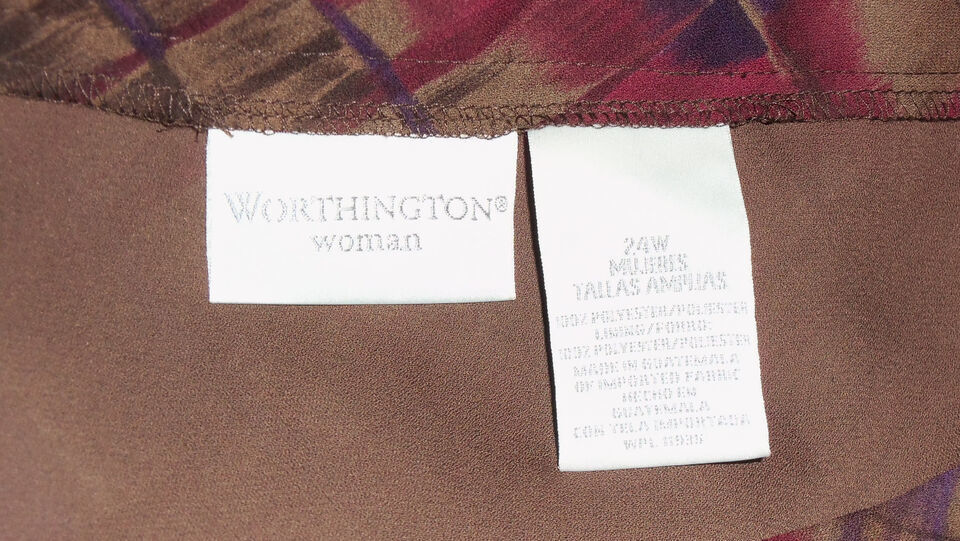 WORTHINGTON®
woman
24W
MUJERES
TALLAS AMPLIAS
100% POLYESTER/POLIESTER
LINING/FORRO:
100% POLYESTER/POLIESTER
MADE IN GUATEMALA
OF IMPORTED FABRIC
HECHO EN
GUATEMALA
CON TELA IMPORTADA
WPL